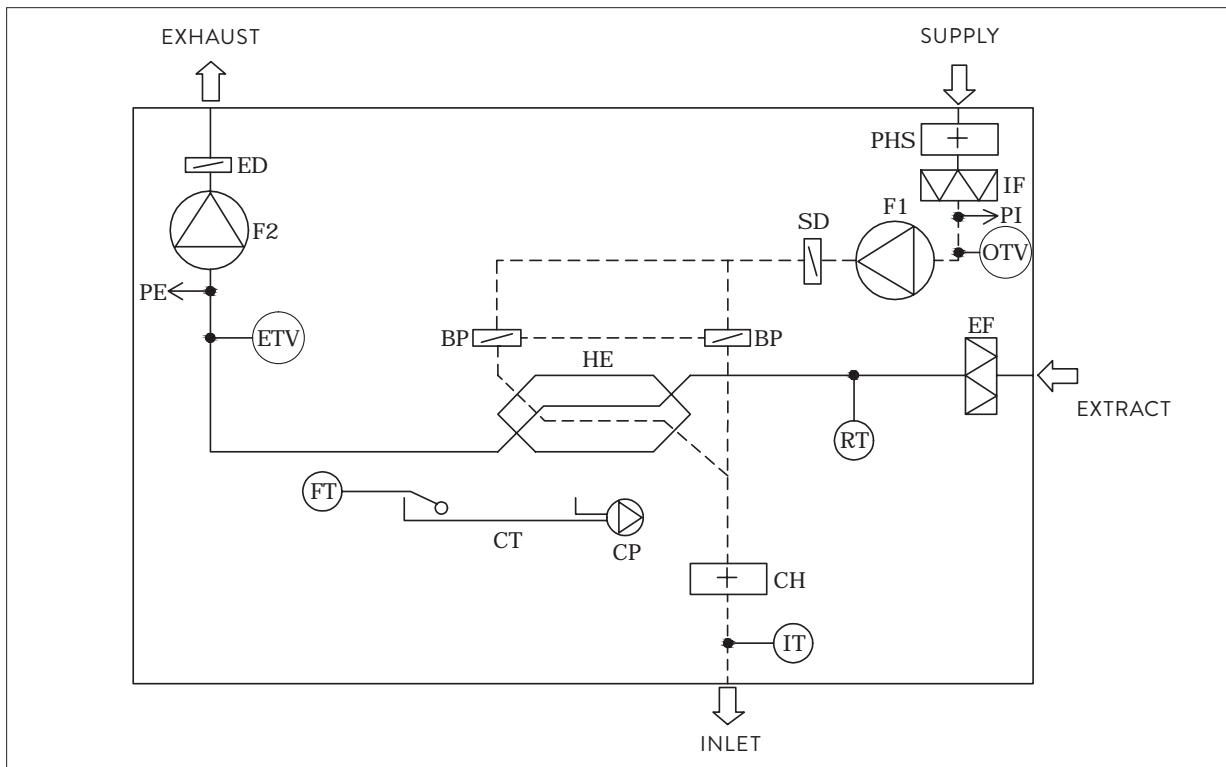 EXHAUST
SUPPLY
PHS
ED
IF
F1
PI
SD
F2
OTV
PE
EF
BP
BP
ETV
HE
EXTRACT
RT
FT
CT
CP
CH
IT
INLET